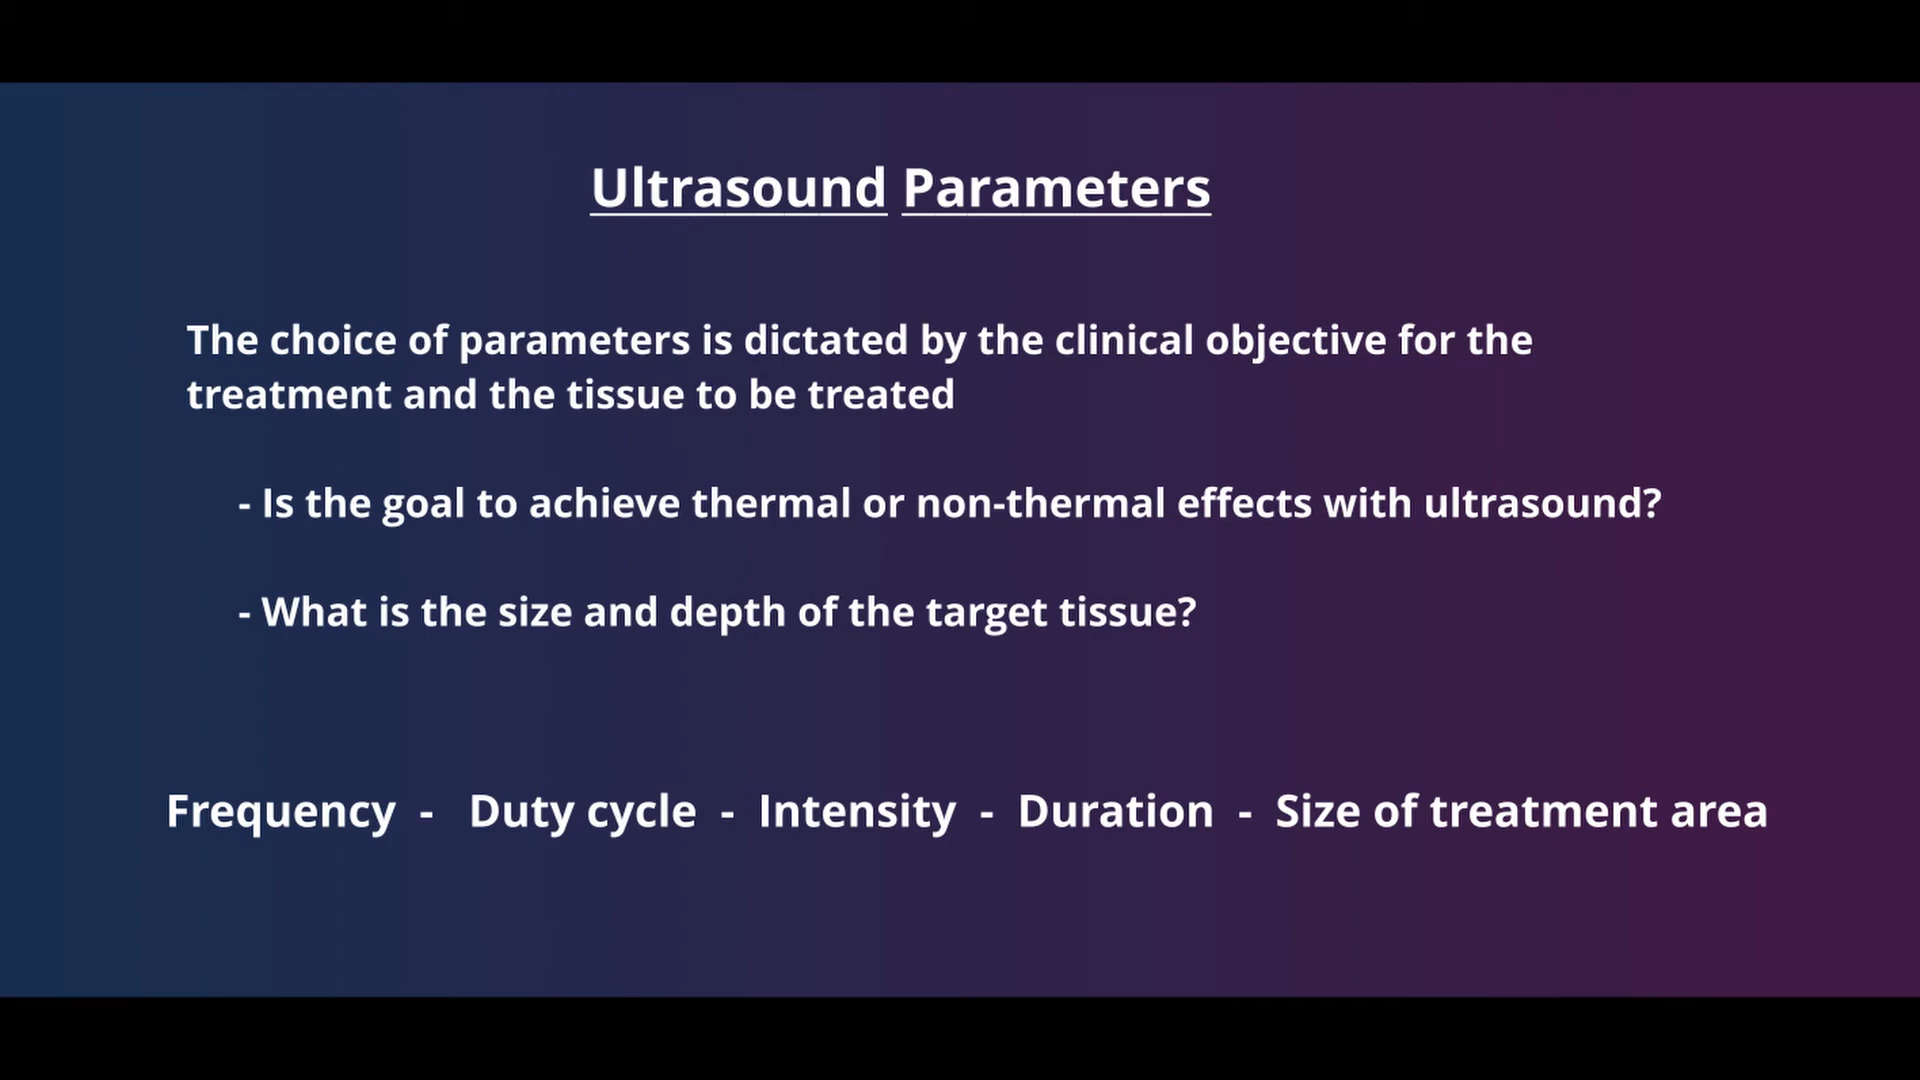 Ultrasound Parameters
The choice of parameters is dictated by the clinical objective for the
treatment and the tissue to be treated
- Is the goal to achieve thermal or non-thermal effects with ultrasound?
- What is the size and depth of the target tissue?
Frequency - Duty cycle - Intensity - Duration - Size of treatment area